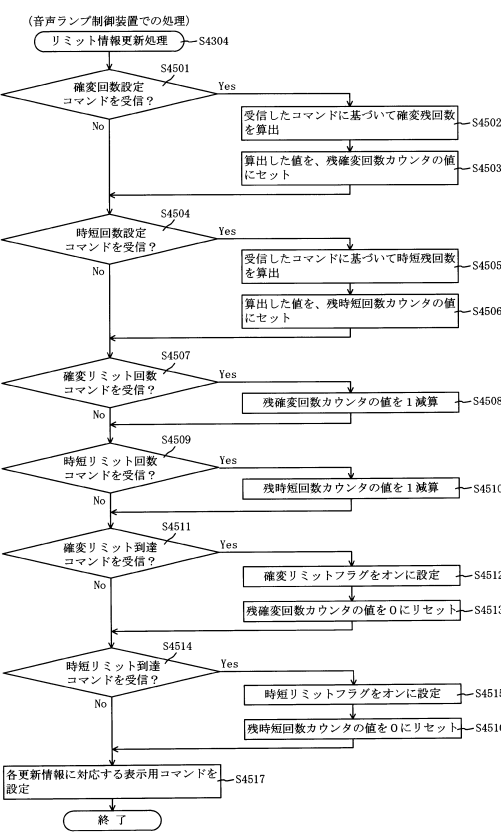 (音声ランプ制御装置での処理)
リミット情報更新処理
S4304
S4501
確変回数設定
コマンドを受信？
Yes
No
受信したコマンドに基づいて確変残回数
を算出
S4502
算出した値を、残確変回数カウンタの値
にセット
S4503
S4504
時短回数設定
コマンドを受信？
Yes
No
受信したコマンドに基づいて時短残回数
を算出
S4505
算出した値を、残時短回数カウンタの値
にセット
S4506
S4507
確変リミット回数
コマンドを受信？
Yes
No
残確変回数カウンタの値を１減算
S4508
S4509
時短リミット回数
コマンドを受信？
Yes
No
残時短回数カウンタの値を１減算
S4510
S4511
確変リミット到達
コマンドを受信？
Yes
No
確変リミットフラグをオンに設定
S4512
残確変回数カウンタの値を０にリセット
S4513
S4514
時短リミット到達
コマンドを受信？
Yes
No
時短リミットフラグをオンに設定
S4515
残時短回数カウンタの値を０にリセット
S4516
各更新情報に対応する表示用コマンドを
設定
S4517
終 了